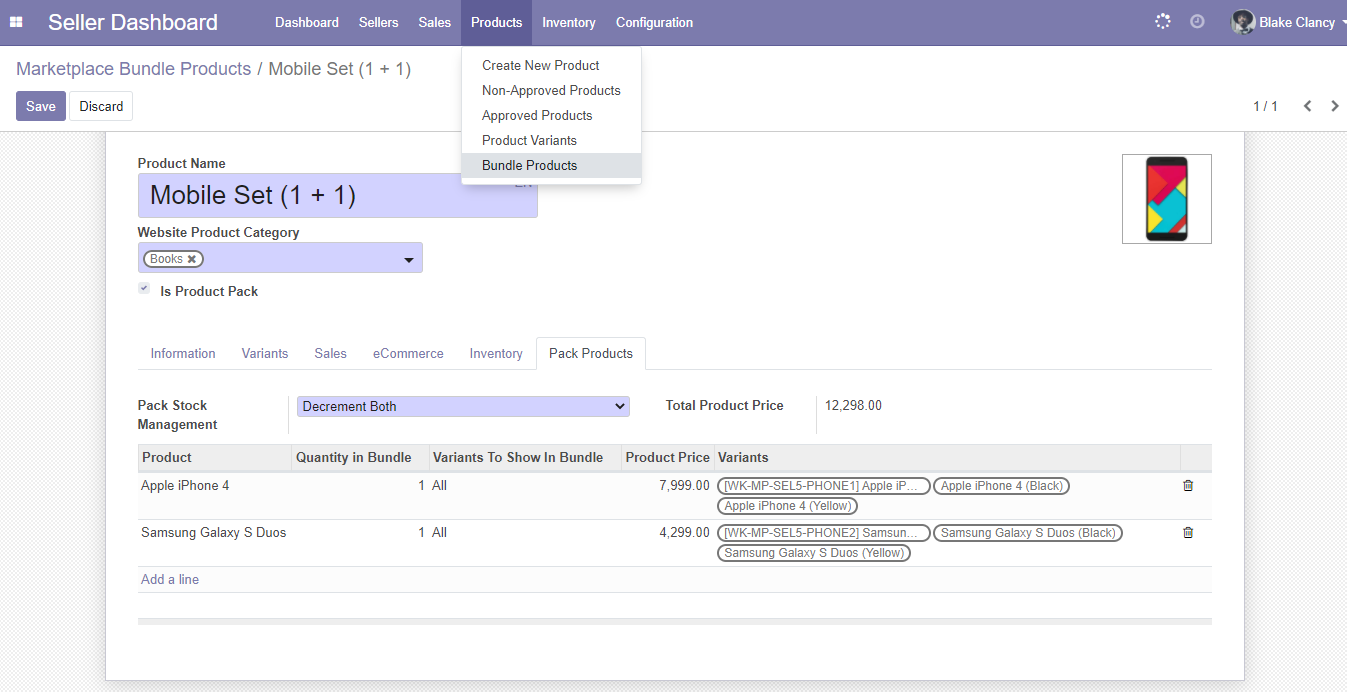 Seller Dashboard Dashboard Sellers Sales Products Inventory Configuration Blake Clancy
Marketplace Bundle Products / Mobile Set (1 + 1)
Save Discard 1 / 1
Create New Product
Non-Approved Products
Approved Products
Product Variants
Bundle Products
Product Name
Mobile Set (1 + 1)
Website Product Category
Books
Is Product Pack
Information Variants Sales eCommerce Inventory Pack Products
Pack Stock
Management
Decrement Both
Total Product Price 12,298.00
Product Quantity in Bundle Variants To Show In Bundle Product Price Variants
Apple iPhone 4 1 All 7,999.00 [WK-MP-SEL5-PHONE1] Apple iP... Apple iPhone 4 (Black)
Apple iPhone 4 (Yellow)
Samsung Galaxy S Duos 1 All 4,299.00 [WK-MP-SEL5-PHONE2] Samsun... Samsung Galaxy S Duos (Black)
Samsung Galaxy S Duos (Yellow)
Add a line